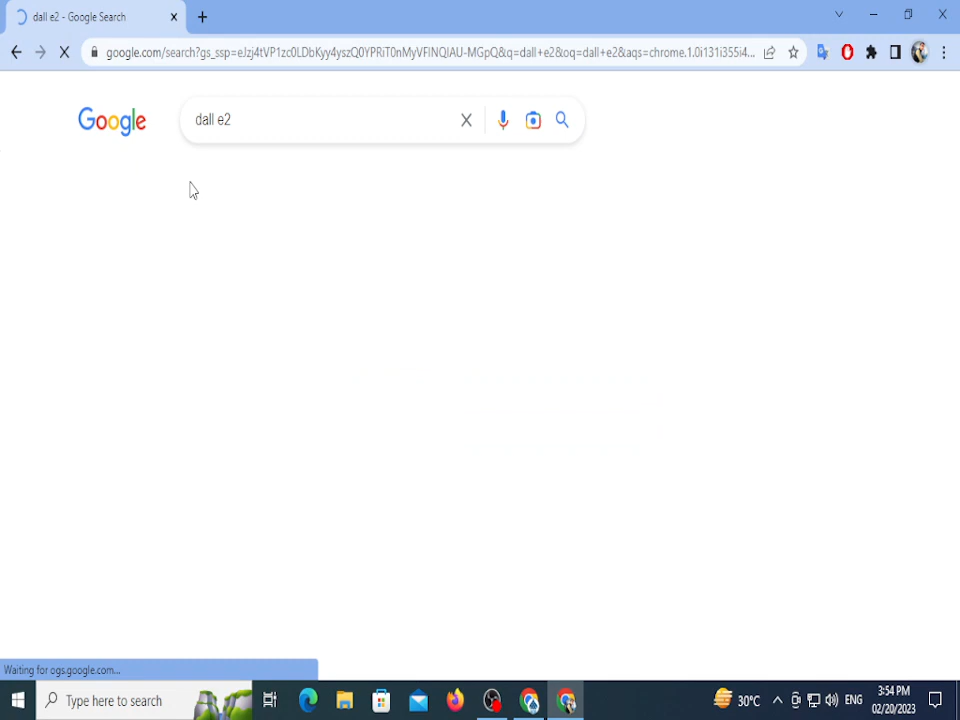 dall e2 - Google Search
google.com/search?gs_ssp=eJzj4tVP1zc0LDbKyy4yszQ0YPRiT0nMyVFINQIAU-MGpQ&q=dall+e2&oq=dall+e2&aqs=chrome.1.0i131i355i4...
Google
dall e2
Waiting for ogs.google.com...
Type here to search
30°C
ENG
3:54 PM
02/20/2023